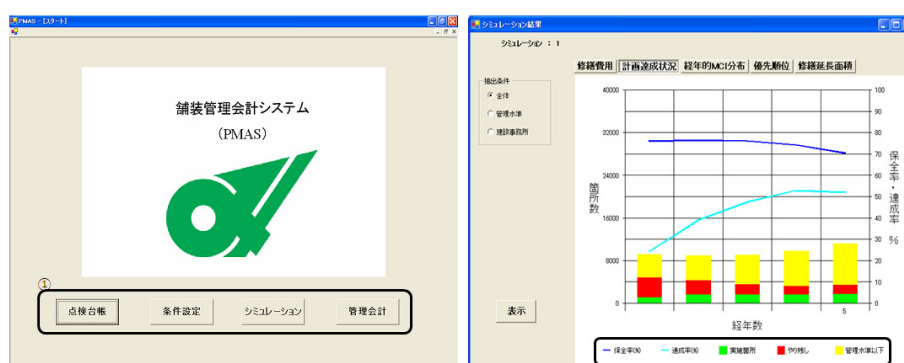 PMAS - [スタート]
舗装管理会計システム
(PMAS)
①
点検台帳
条件設定
シミュレーション
管理会計
シミュレーション結果
シミュレーション : 1
修繕費用
計画達成状況
経年的MCI分布
優先順位
修繕延長面積
抽出条件
全体
管理水準
建設事務所
表示
箇所数
40000
32000
24000
16000
8000
0
100
90
80
70
60
50
40
30
20
10
0
保全率・達成率 %
5
経年数
保全率(%)
達成率(%)
実施箇所
やり残し
管理水準以下